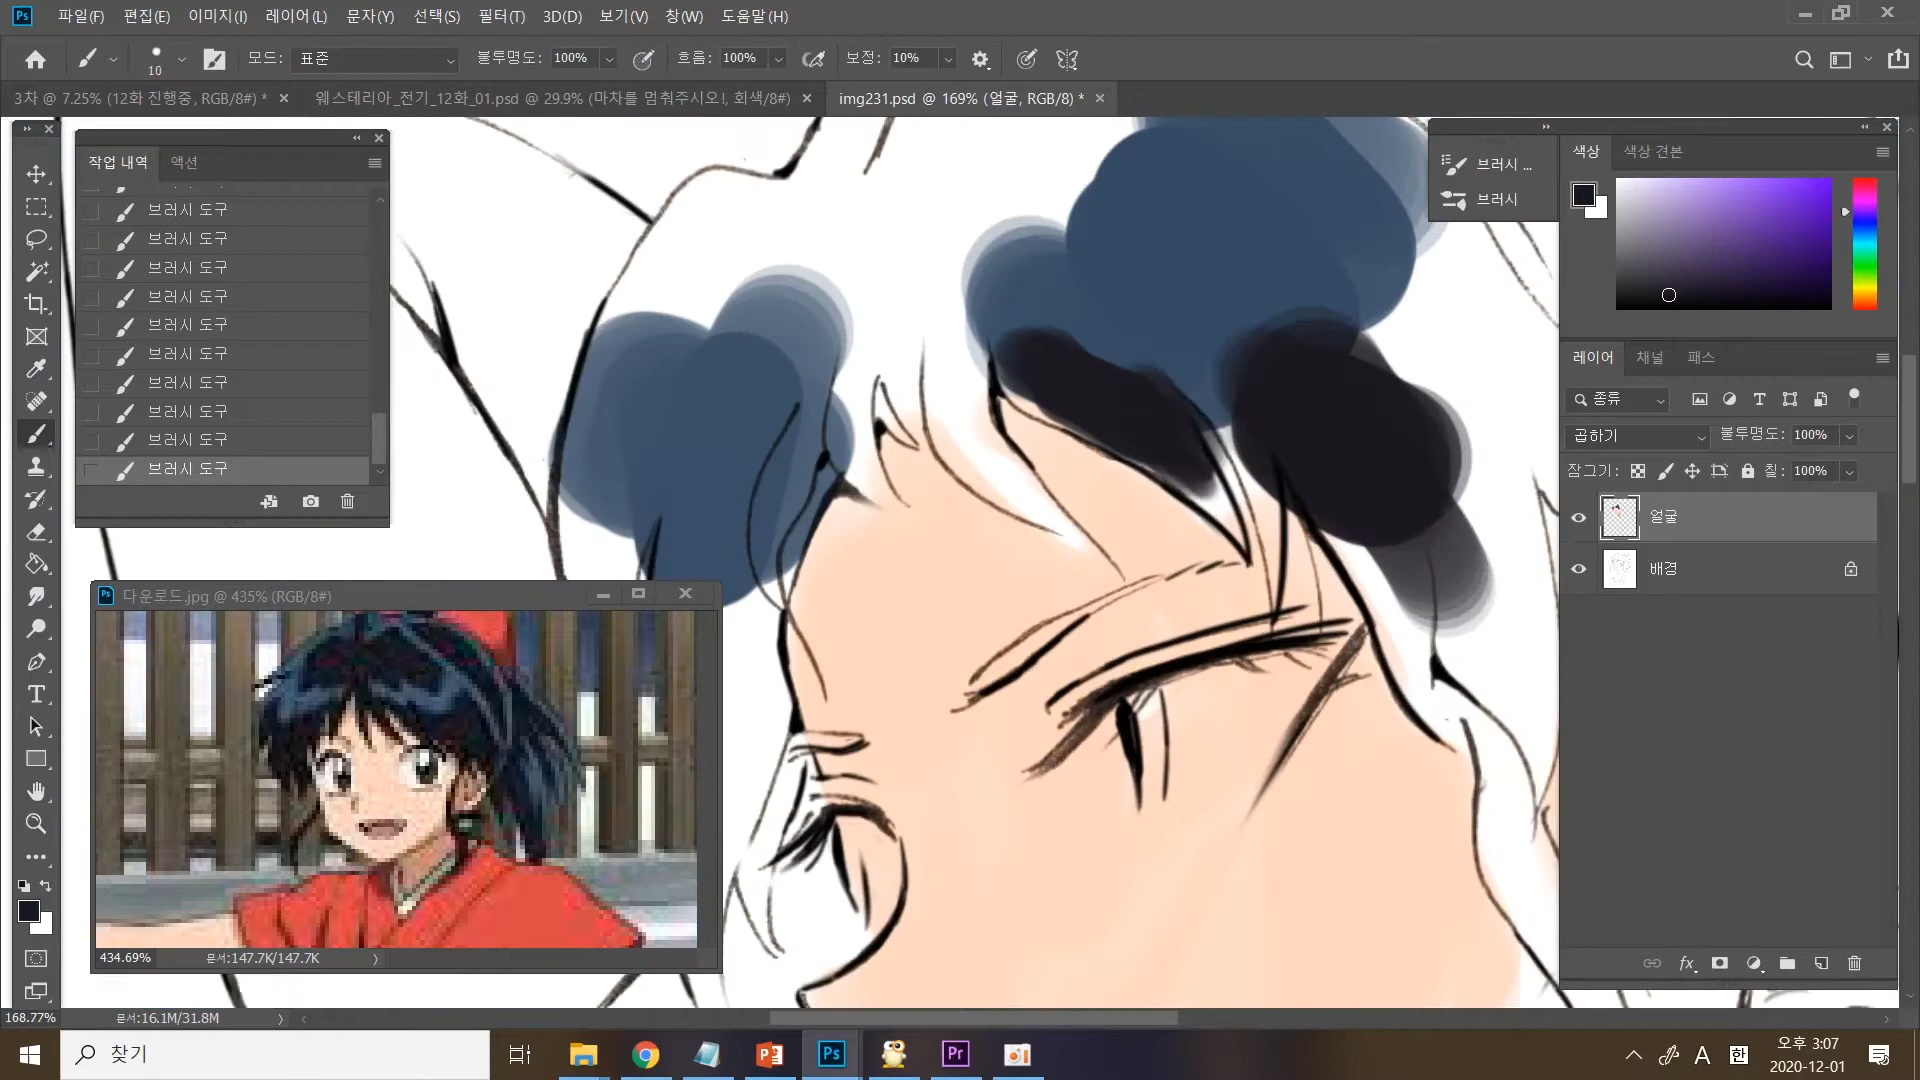 Ps 파일(F) 편집(E) 이미지(I) 레이어(L) 문자(Y) 선택(S) 필터(T) 3D(D) 보기(V) 창(W) 도움말(H)
10 모드: 표준 불투명도: 100% 흐름: 100% 보정: 10%
3차 @ 7.25% (12화 진행중, RGB/8#) * 웨스테리아_전기_12화_01.psd @ 29.9% (마차를 멈춰주시오!, 회색/8#) img231.psd @ 169% (얼굴, RGB/8) *
작업 내역 액션
브러시 도구
브러시 도구
브러시 도구
브러시 도구
브러시 도구
브러시 도구
브러시 도구
브러시 도구
브러시 도구
브러시 도구
브러시 ...
브러시
색상 색상 견본
레이어 채널 패스
종류
곱하기 불투명도: 100%
잠그기: 칠: 100%
얼굴
배경
Ps 다운로드.jpg @ 435% (RGB/8#)
434.69% 문서:147.7K/147.7K
fx
168.77% 문서:16.1M/31.8M
찾기
Ps
Pr
A 한
오후 3:07
2020-12-01